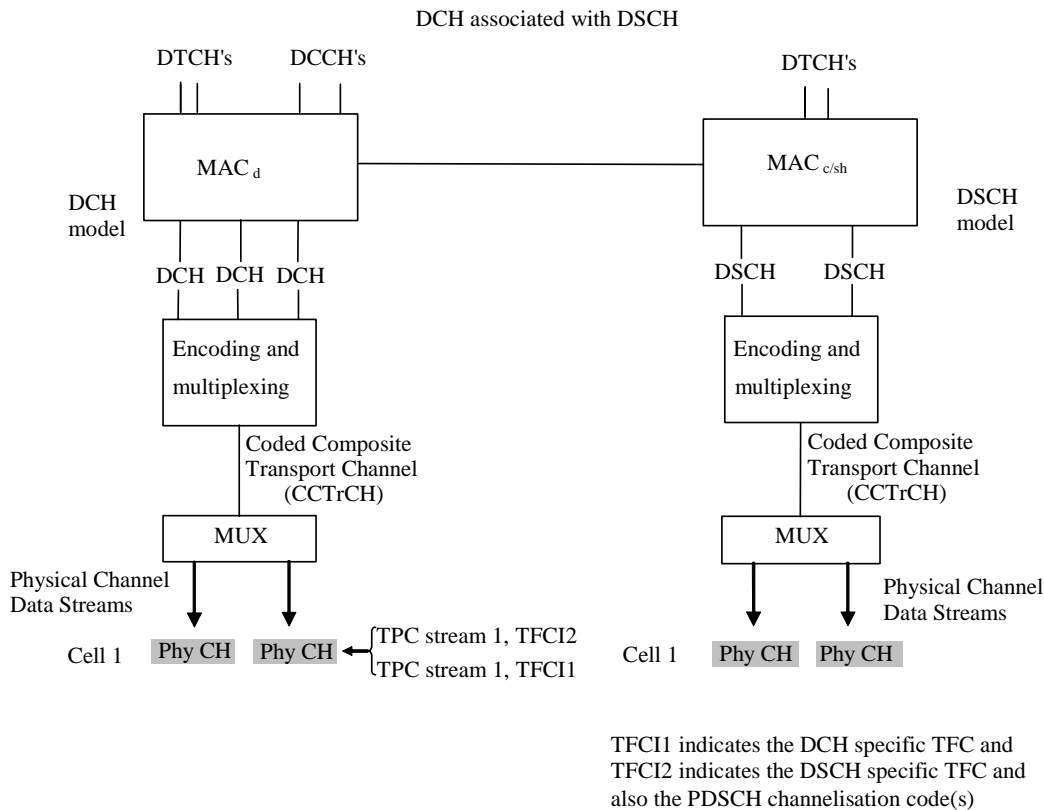 DCH associated with DSCH
DTCH's DCCH's
DTCH's
MAC d
MAC c/sh
DCH
model
DSCH
model
DCH DCH DCH
DSCH DSCH
Encoding and
multiplexing
Encoding and
multiplexing
Coded Composite
Transport Channel
(CCTrCH)
Coded Composite
Transport Channel
(CCTrCH)
MUX
MUX
Physical Channel
Data Streams
Physical Channel
Data Streams
Cell 1 Phy CH Phy CH
TPC stream 1, TFCI2
TPC stream 1, TFCI1
Cell 1 Phy CH Phy CH
TFCI1 indicates the DCH specific TFC and
TFCI2 indicates the DSCH specific TFC and
also the PDSCH channelisation code(s)